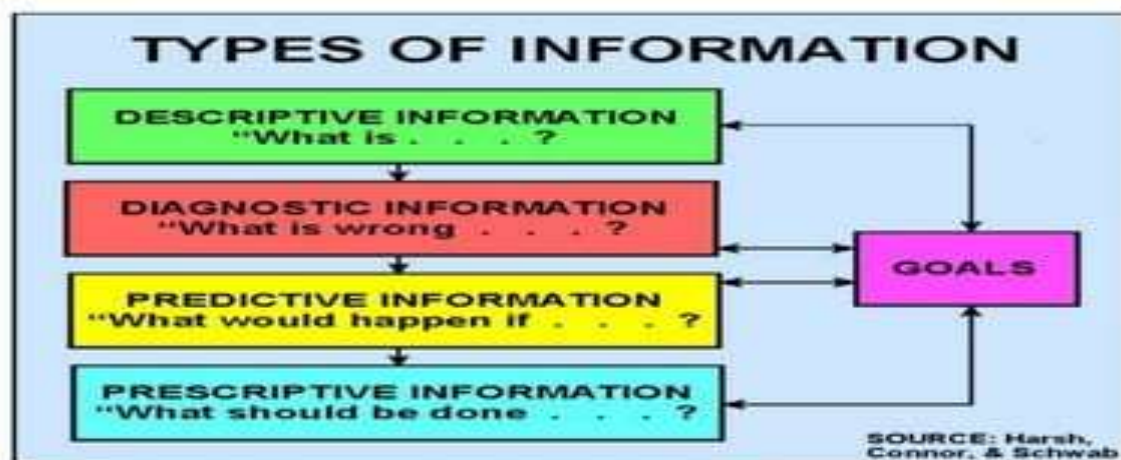 TYPES OF INFORMATION
DESCRIPTIVE INFORMATION
"What is . . . ?
DIAGNOSTIC INFORMATION
"What is wrong . . . ?
PREDICTIVE INFORMATION
"What would happen if . . . ?
PRESCRIPTIVE INFORMATION
"What should be done . . . ?
GOALS
SOURCE: Harsh,
Connor, & Schwab